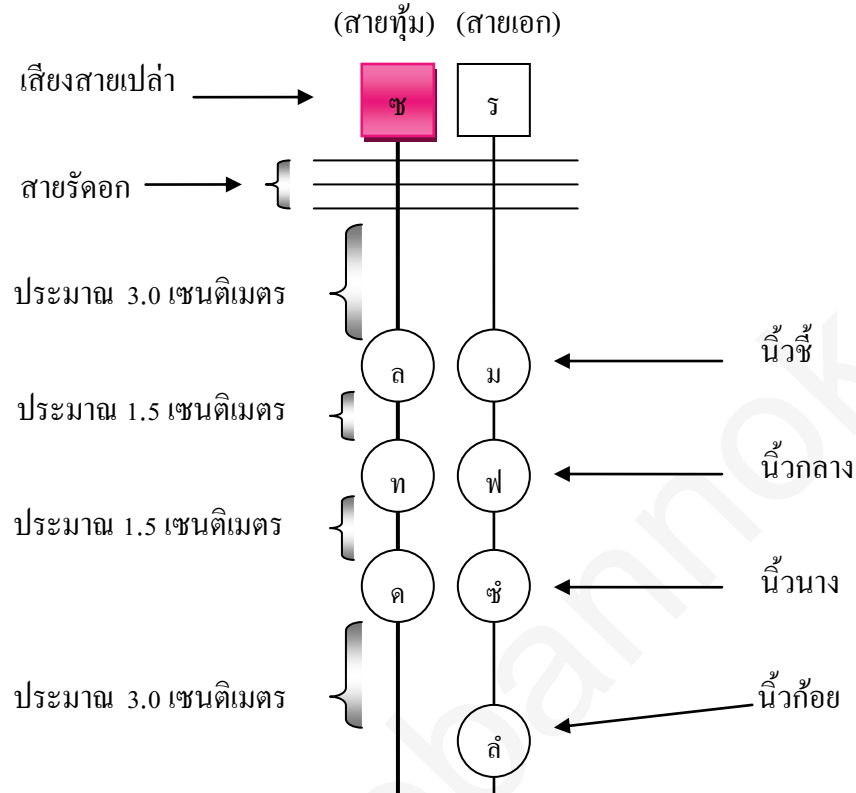 (สายทุ้ม) (สายเอก)
เสียงสายเปล่า
ซ ร
สายรัดอก
ประมาณ 3.0 เซนติเมตร
ล ม นิ้วชี้
ประมาณ 1.5 เซนติเมตร
ท ฟ นิ้วกลาง
ประมาณ 1.5 เซนติเมตร
ด ซํ นิ้วนาง
ประมาณ 3.0 เซนติเมตร
ลํ นิ้วก้อย